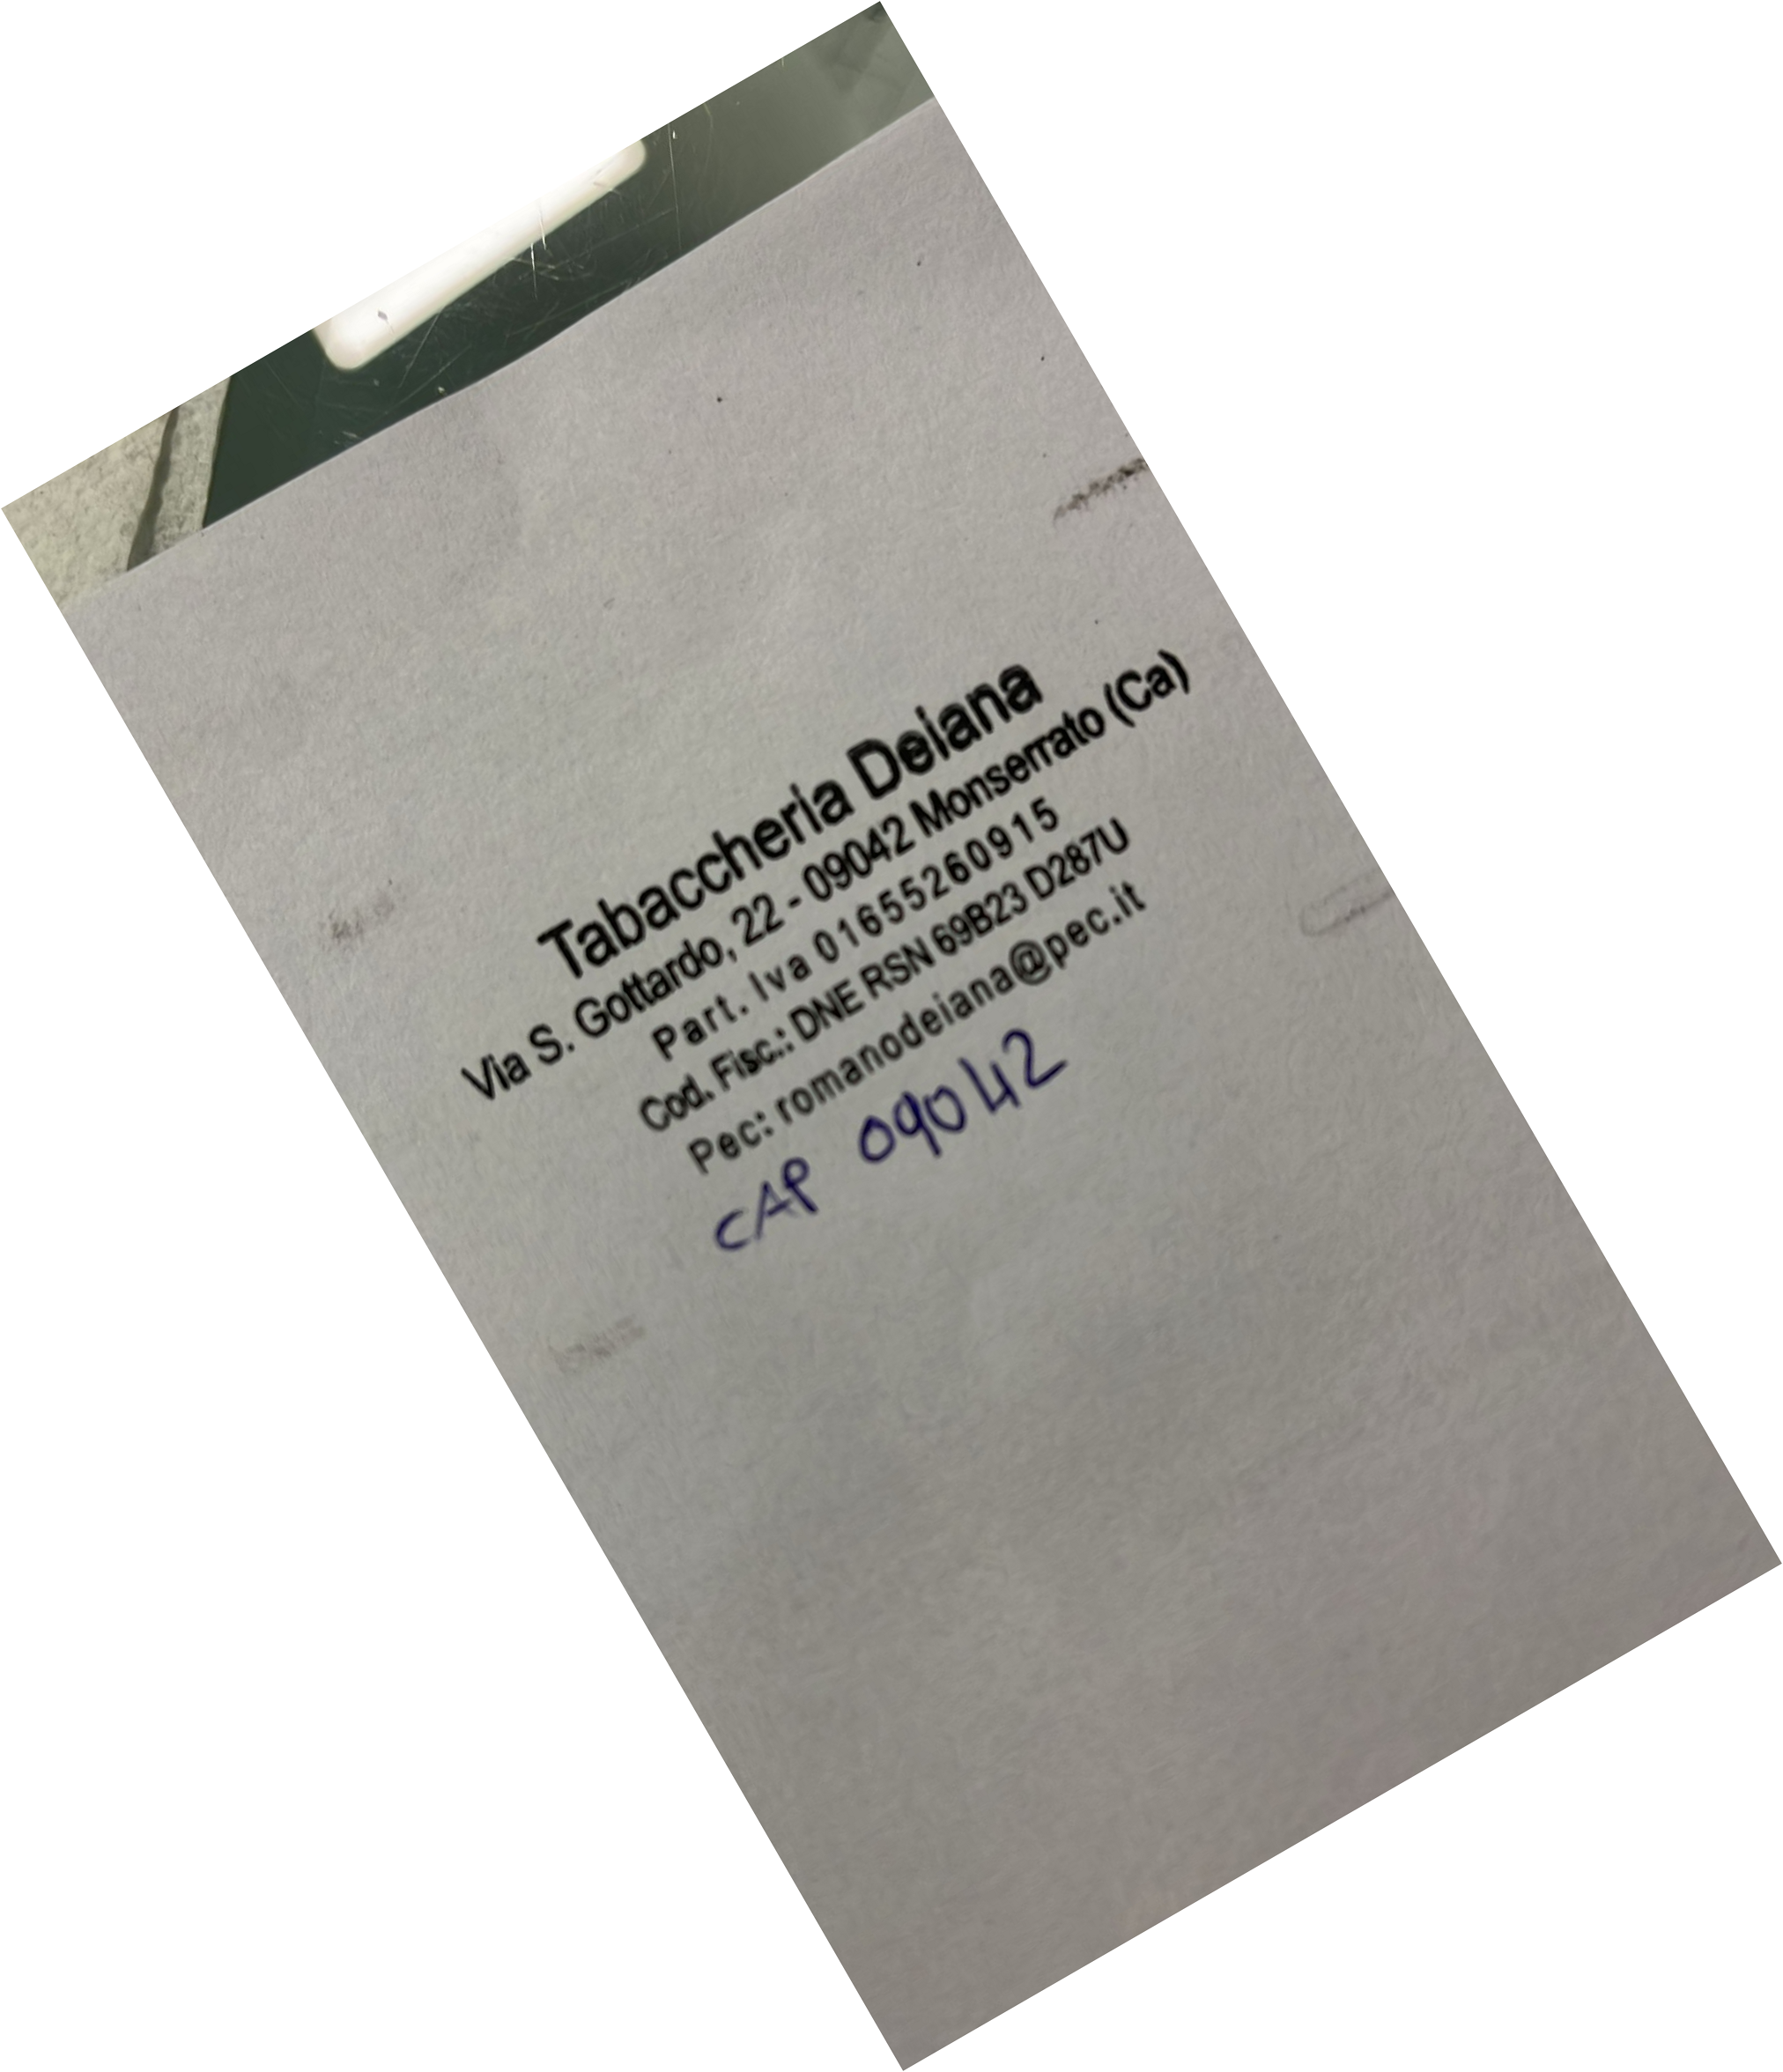 Tabaccheria Deiana
Via S. Gottardo, 22 - 09042 Monserrato (Ca)
Part. Iva 01655260915
Cod. Fisc.: DNE RSN 69B23 D287U
Pec: romanodeiana@pec.it
CAP 09042